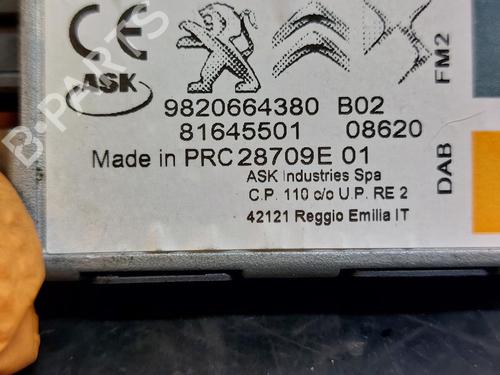 CE
ASK
FM2
DAB
9820664380 B02
81645501 08620
Made in PRC 28709E 01
ASK Industries Spa
C.P. 110 c/o U.P. RE 2
42121 Reggio Emilia IT
B-PARTS